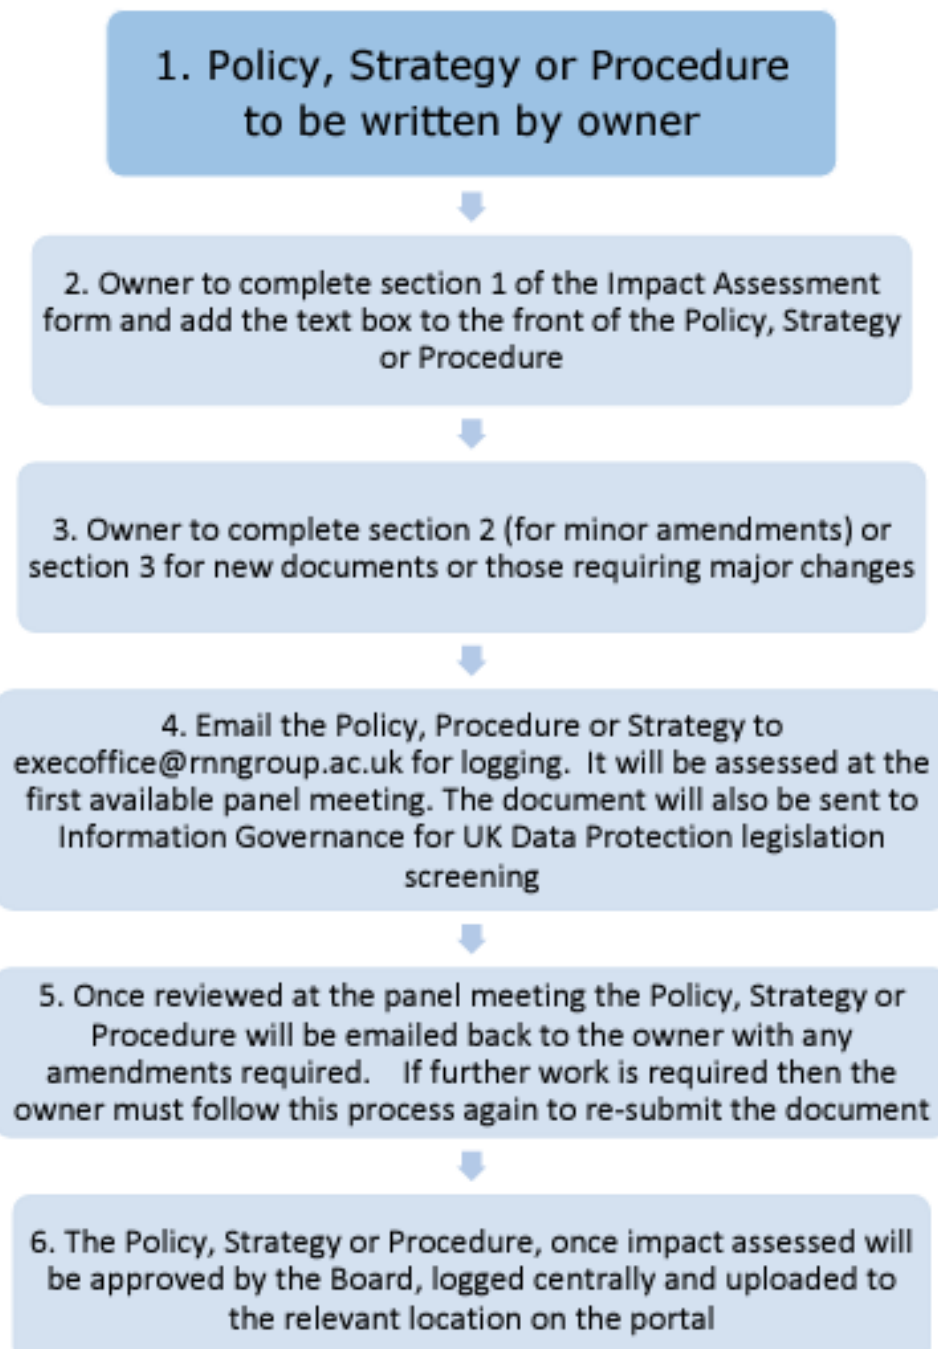 1. Policy, Strategy or Procedure
to be written by owner
2. Owner to complete section 1 of the Impact Assessment
form and add the text box to the front of the Policy, Strategy
or Procedure
3. Owner to complete section 2 (for minor amendments) or
section 3 for new documents or those requiring major changes
4. Email the Policy, Procedure or Strategy to
execoffice@rnngroup.ac.uk for logging.  It will be assessed at the
first available panel meeting. The document will also be sent to
Information Governance for UK Data Protection legislation
screening
5. Once reviewed at the panel meeting the Policy, Strategy or
Procedure will be emailed back to the owner with any
amendments required.   If further work is required then the
owner must follow this process again to re-submit the document
6. The Policy, Strategy or Procedure, once impact assessed will
be approved by the Board, logged centrally and uploaded to
the relevant location on the portal